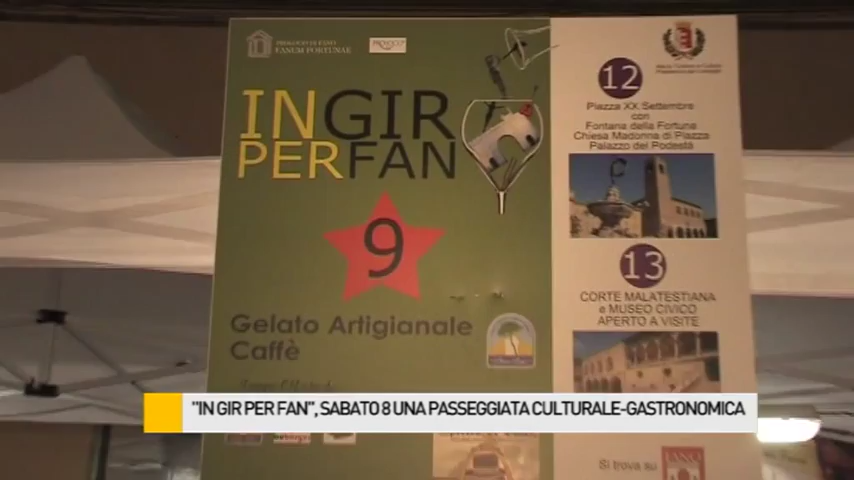 PROLOCO DI FANO
FANUM FORTUNAE
PROVOCO
INGIR
PERFAN
9
Gelato Artigianale
Caffè
12
Piazza XX Settembre
con
Fontana della Fortuna
Chiesa Madonna di Piazza
Palazzo del Podestà
13
CORTE MALATESTIANA
e MUSEO CIVICO
APERTO A VISITE
"IN GIR PER FAN", SABATO 8 UNA PASSEGGIATA CULTURALE-GASTRONOMICA
Si trova su
FANO